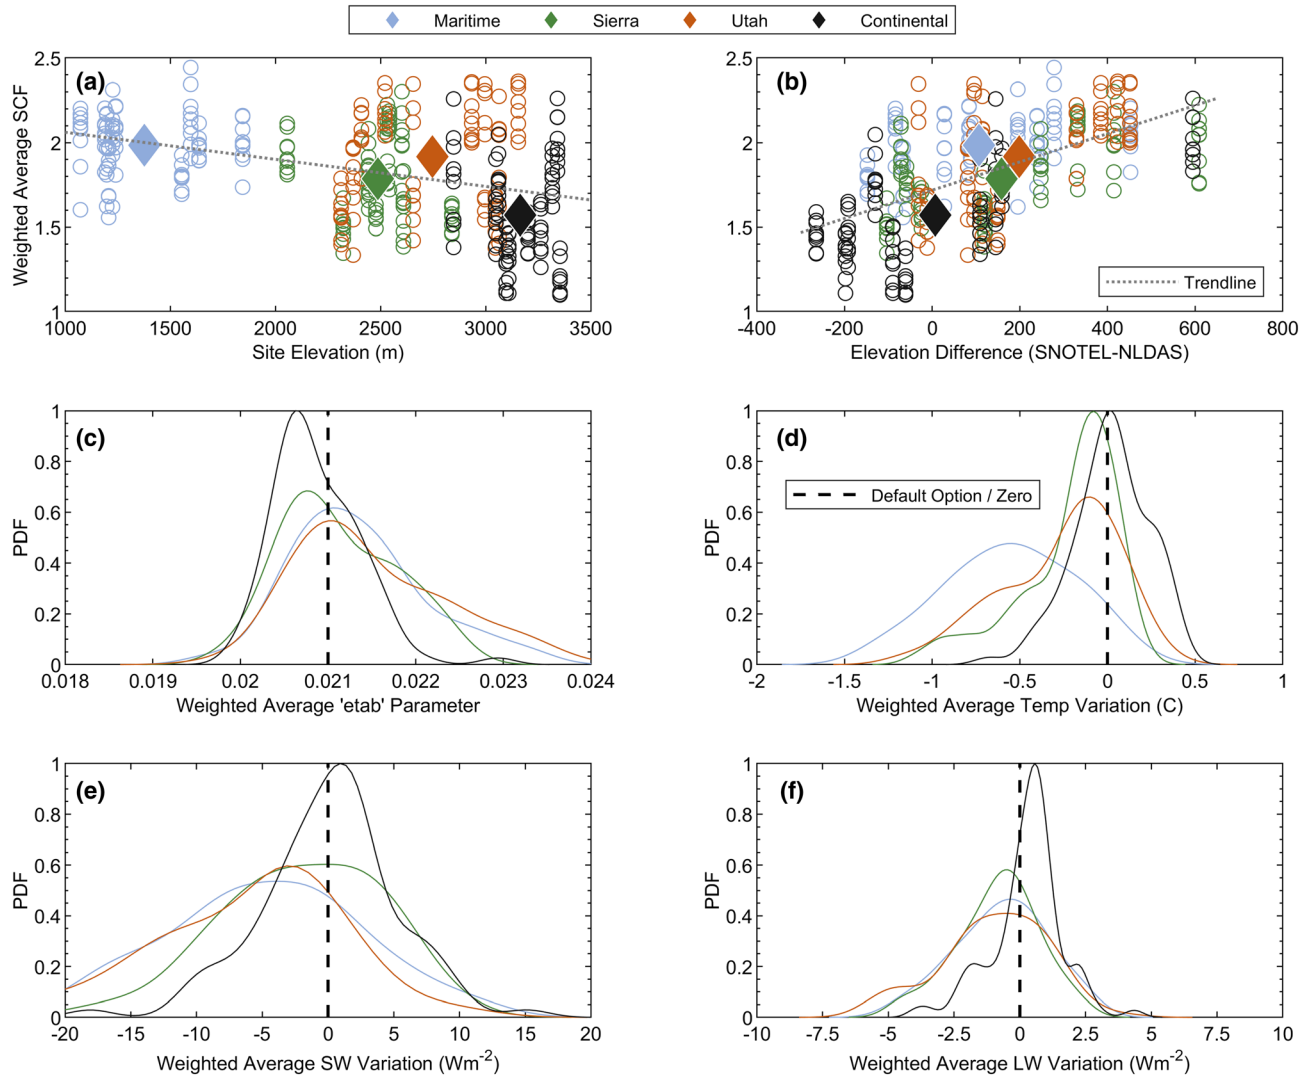 Maritime Sierra Utah Continental
(a)
Weighted Average SCF
2.5
2
1.5
1
1000 1500 2000 2500 3000 3500
Site Elevation (m)
(b)
2.5
2
1.5
1
Trendline
-400 -200 0 200 400 600 800
Elevation Difference (SNOTEL-NLDAS)
(c)
PDF
1
0.8
0.6
0.4
0.2
0
0.018 0.019 0.02 0.021 0.022 0.023 0.024
Weighted Average 'etab' Parameter
(d)
PDF
1
0.8
0.6
0.4
0.2
0
Default Option / Zero
-2 -1.5 -1 -0.5 0 0.5 1
Weighted Average Temp Variation (C)
(e)
PDF
1
0.8
0.6
0.4
0.2
0
-20 -15 -10 -5 0 5 10 15 20
Weighted Average SW Variation (Wm-2)
(f)
PDF
1
0.8
0.6
0.4
0.2
0
-10 -7.5 -5 -2.5 0 2.5 5 7.5 10
Weighted Average LW Variation (Wm-2)